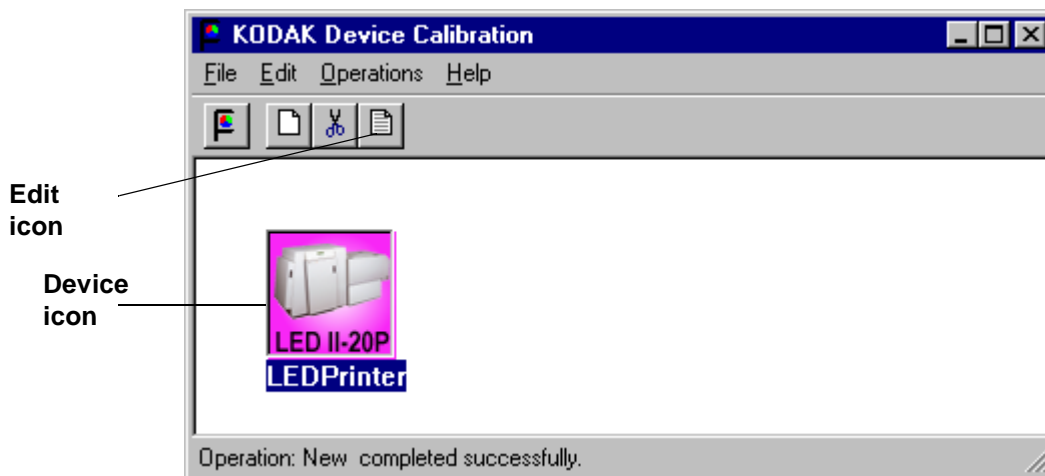 KODAK Device Calibration
File Edit Operations Help
Edit
icon
Device
icon
LED II-20P
LEDPrinter
Operation: New completed successfully.